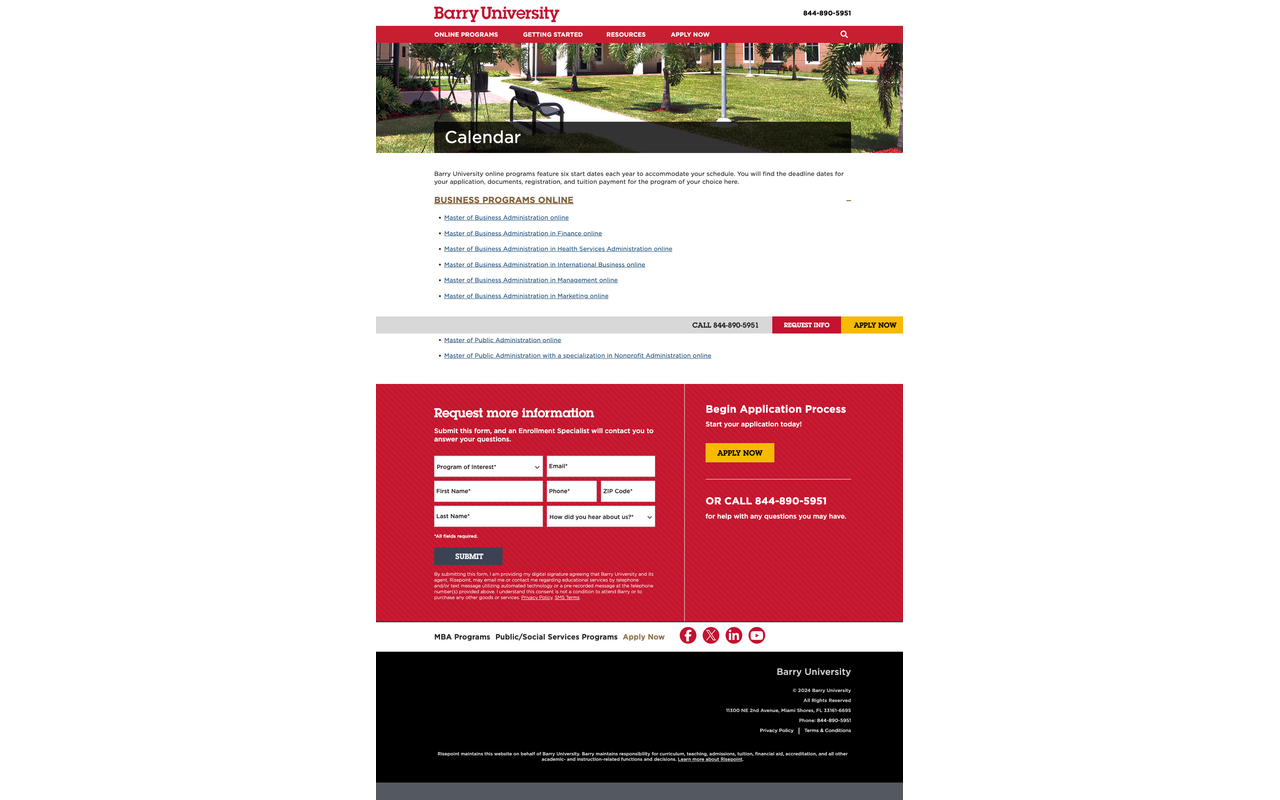 Barry University
844-890-5951
ONLINE PROGRAMS
GETTING STARTED
RESOURCES
APPLY NOW
Calendar
Barry University online programs feature six start dates each year to accommodate your schedule. You will find the deadline dates for
your application, documents, registration, and tuition payment for the program of your choice here.
BUSINESS PROGRAMS ONLINE
• Master of Business Administration online
• Master of Business Administration in Finance online
• Master of Business Administration in Health Services Administration online
• Master of Business Administration in International Business online
• Master of Business Administration in Management online
• Master of Business Administration in Marketing online
CALL 844-890-5951
REQUEST INFO
APPLY NOW
• Master of Public Administration online
• Master of Public Administration with a specialization in Nonprofit Administration online
Request more information
Submit this form, and an Enrollment Specialist will contact you to
answer your questions.
Program of Interest*
Email*
First Name*
Phone*
ZIP Code*
Last Name*
How did you hear about us?*
*All fields required.
SUBMIT
By submitting this form, I am providing my digital signature agreeing that Barry University and its
agent, Risepoint, may email me or contact me regarding educational services by telephone
and/or text message utilizing automated technology or a pre-recorded message at the telephone
number(s) provided above. I understand this consent is not a condition to attend Barry or to
purchase any other goods or services. Privacy Policy. SMS Terms.
Begin Application Process
Start your application today!
APPLY NOW
OR CALL 844-890-5951
for help with any questions you may have.
MBA Programs
Public/Social Services Programs
Apply Now
Barry University
© 2024 Barry University
All Rights Reserved
11300 NE 2nd Avenue, Miami Shores, FL 33161-6695
Phone: 844-890-5951
Privacy Policy | Terms & Conditions
Risepoint maintains this website on behalf of Barry University. Barry maintains responsibility for curriculum, teaching, admissions, tuition, financial aid, accreditation, and all other
academic- and instruction-related functions and decisions. Learn more about Risepoint.